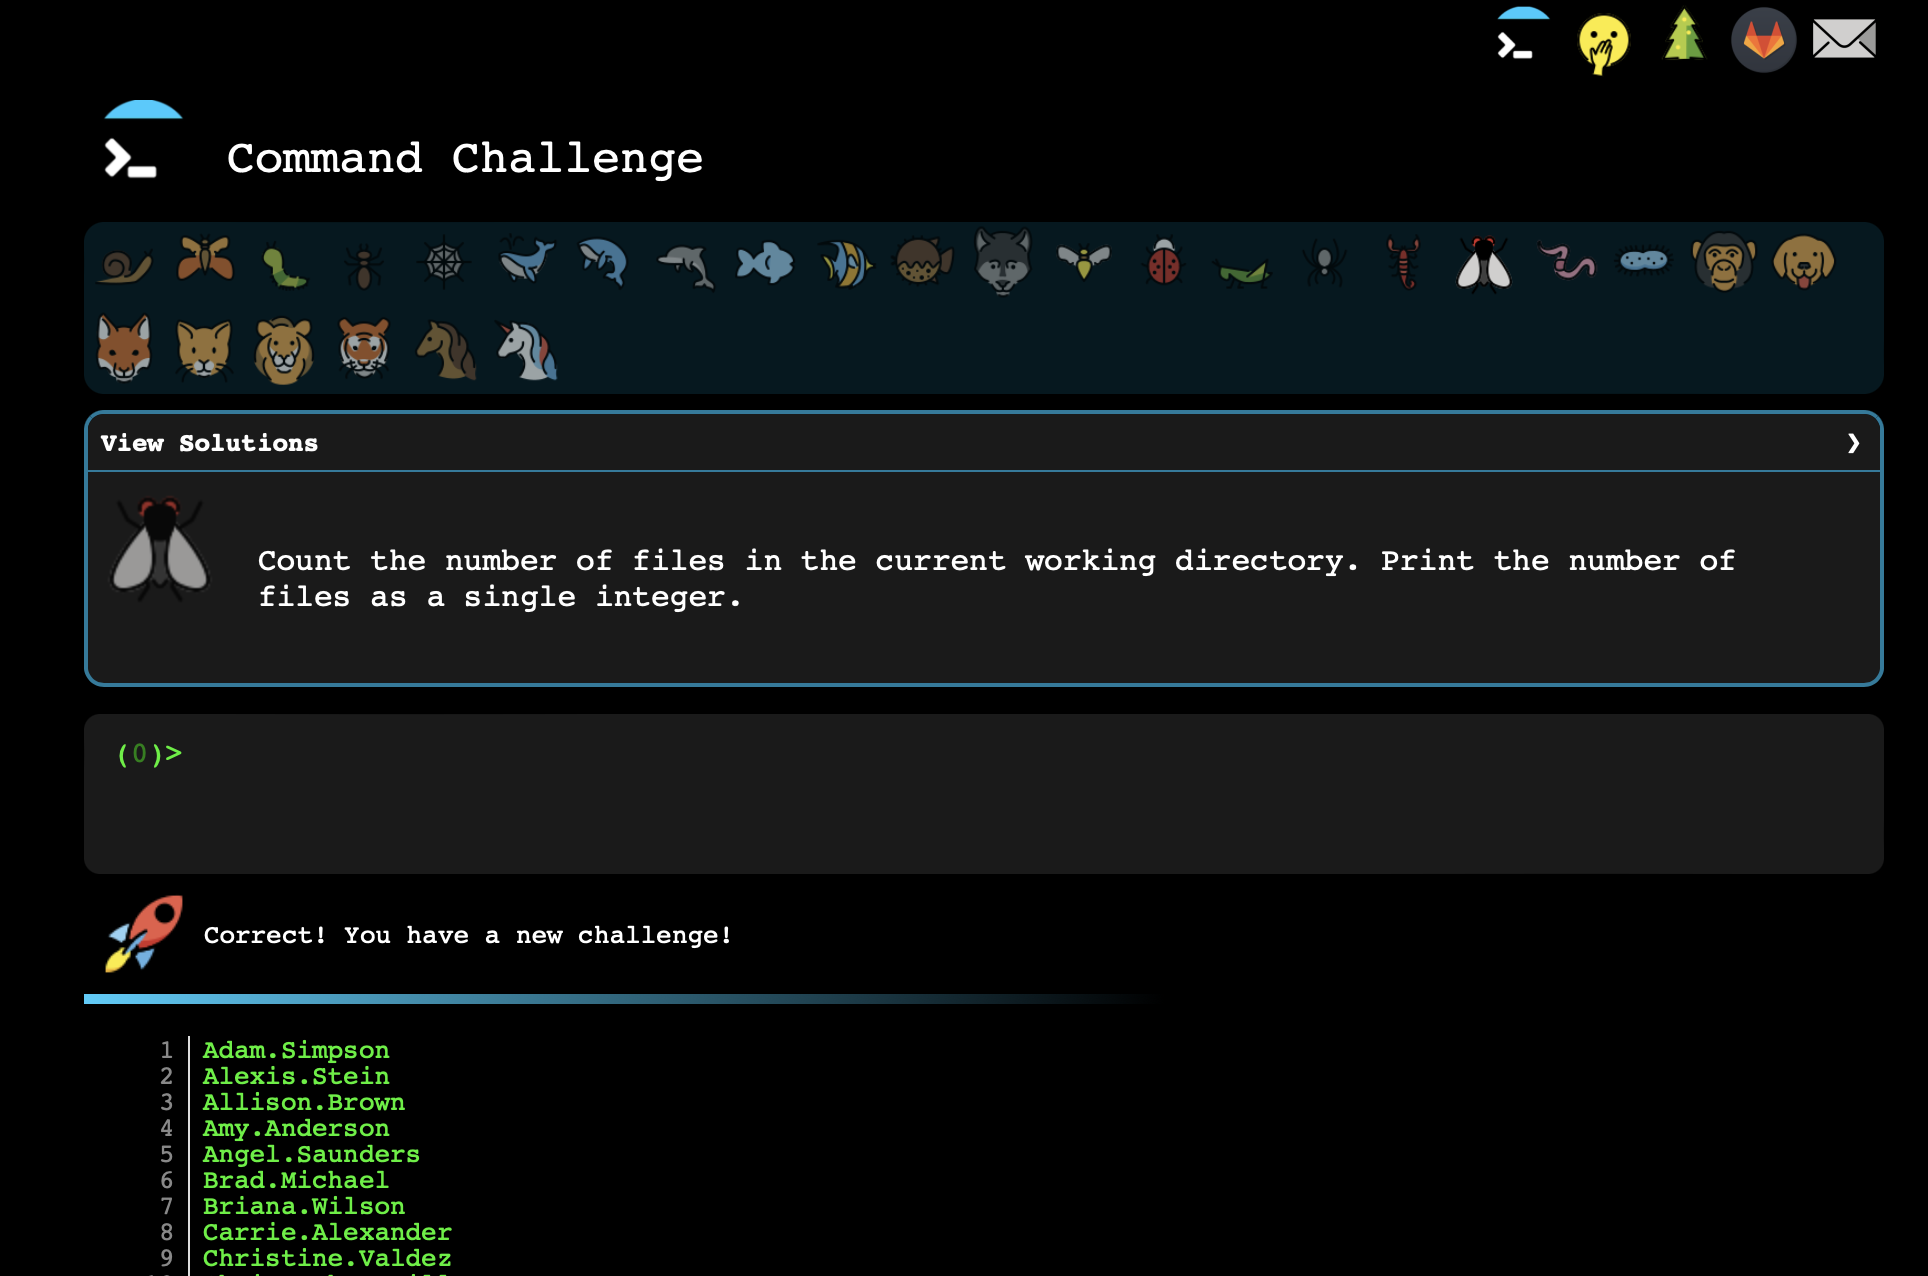 Command Challenge
View Solutions
Count the number of files in the current working directory. Print the number of
files as a single integer.
(0)>
Correct! You have a new challenge!
1 Adam.Simpson
2 Alexis.Stein
3 Allison.Brown
4 Amy.Anderson
5 Angel.Saunders
6 Brad.Michael
7 Briana.Wilson
8 Carrie.Alexander
9 Christine.Valdez